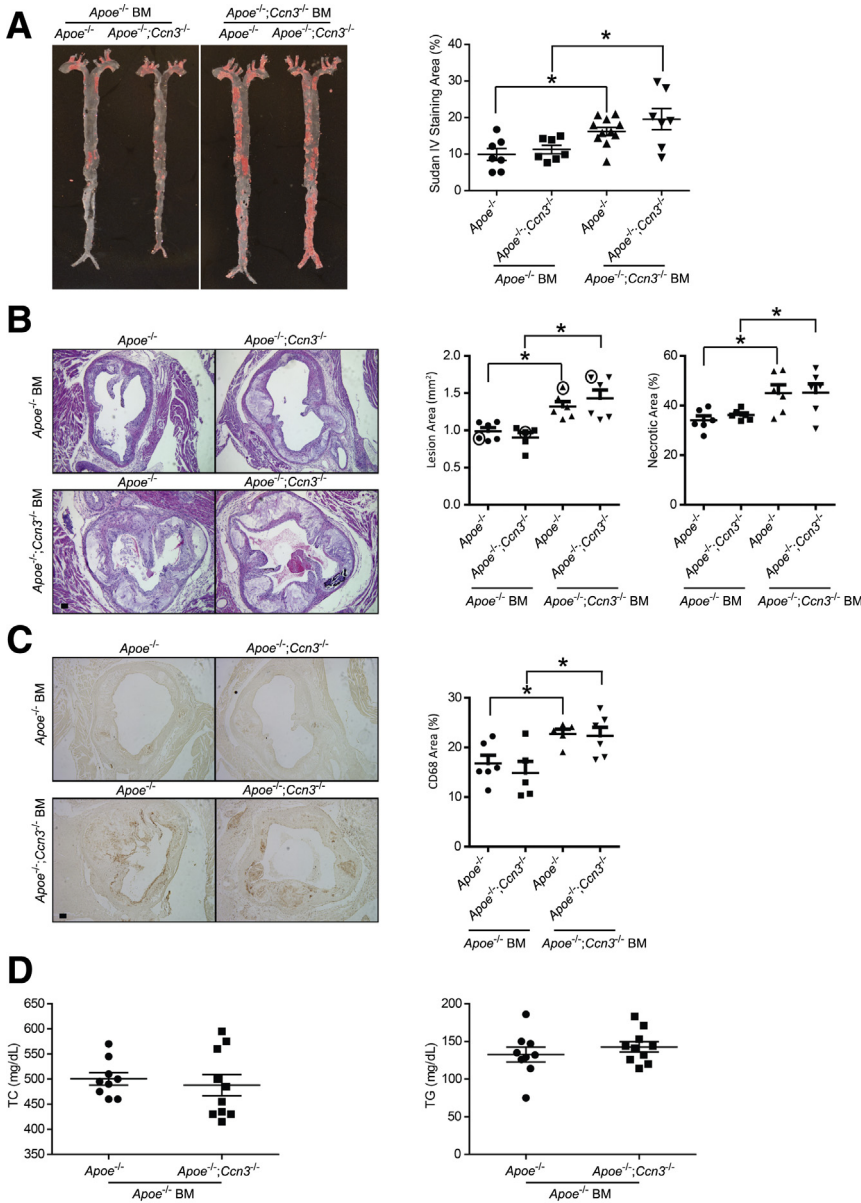 A
Apoe-/- BM
Apoe-/-;Ccn3-/- BM
Apoe-/-
Apoe-/-;Ccn3-/-
Apoe-/-
Apoe-/-;Ccn3-/-
Sudan IV Staining Area (%)
40
30
20
10
0
*
*
Apoe-/-
Apoe-/-;Ccn3-/-
Apoe-/-
Apoe-/-;Ccn3-/-
Apoe-/- BM
Apoe-/-;Ccn3-/- BM
B
Apoe-/-
Apoe-/-;Ccn3-/-
Apoe-/- BM
Apoe-/-;Ccn3-/- BM
Lesion Area (mm²)
2.0
1.5
1.0
0.5
0.0
*
*
Apoe-/-
Apoe-/-;Ccn3-/-
Apoe-/-
Apoe-/-;Ccn3-/-
Apoe-/- BM
Apoe-/-;Ccn3-/- BM
Necrotic Area (%)
60
40
20
0
*
*
Apoe-/-
Apoe-/-;Ccn3-/-
Apoe-/-
Apoe-/-;Ccn3-/-
Apoe-/- BM
Apoe-/-;Ccn3-/- BM
C
Apoe-/-
Apoe-/-;Ccn3-/-
Apoe-/- BM
Apoe-/-
Apoe-/-;Ccn3-/-
Apoe-/-;Ccn3-/- BM
CD68 Area (%)
30
20
10
0
*
*
Apoe-/-
Apoe-/-;Ccn3-/-
Apoe-/-
Apoe-/-;Ccn3-/-
Apoe-/- BM
Apoe-/-;Ccn3-/- BM
D
TC (mg/dL)
650
600
550
500
450
400
350
Apoe-/-
Apoe-/-;Ccn3-/-
Apoe-/- BM
TG (mg/dL)
200
150
100
50
0
Apoe-/-
Apoe-/-;Ccn3-/-
Apoe-/- BM